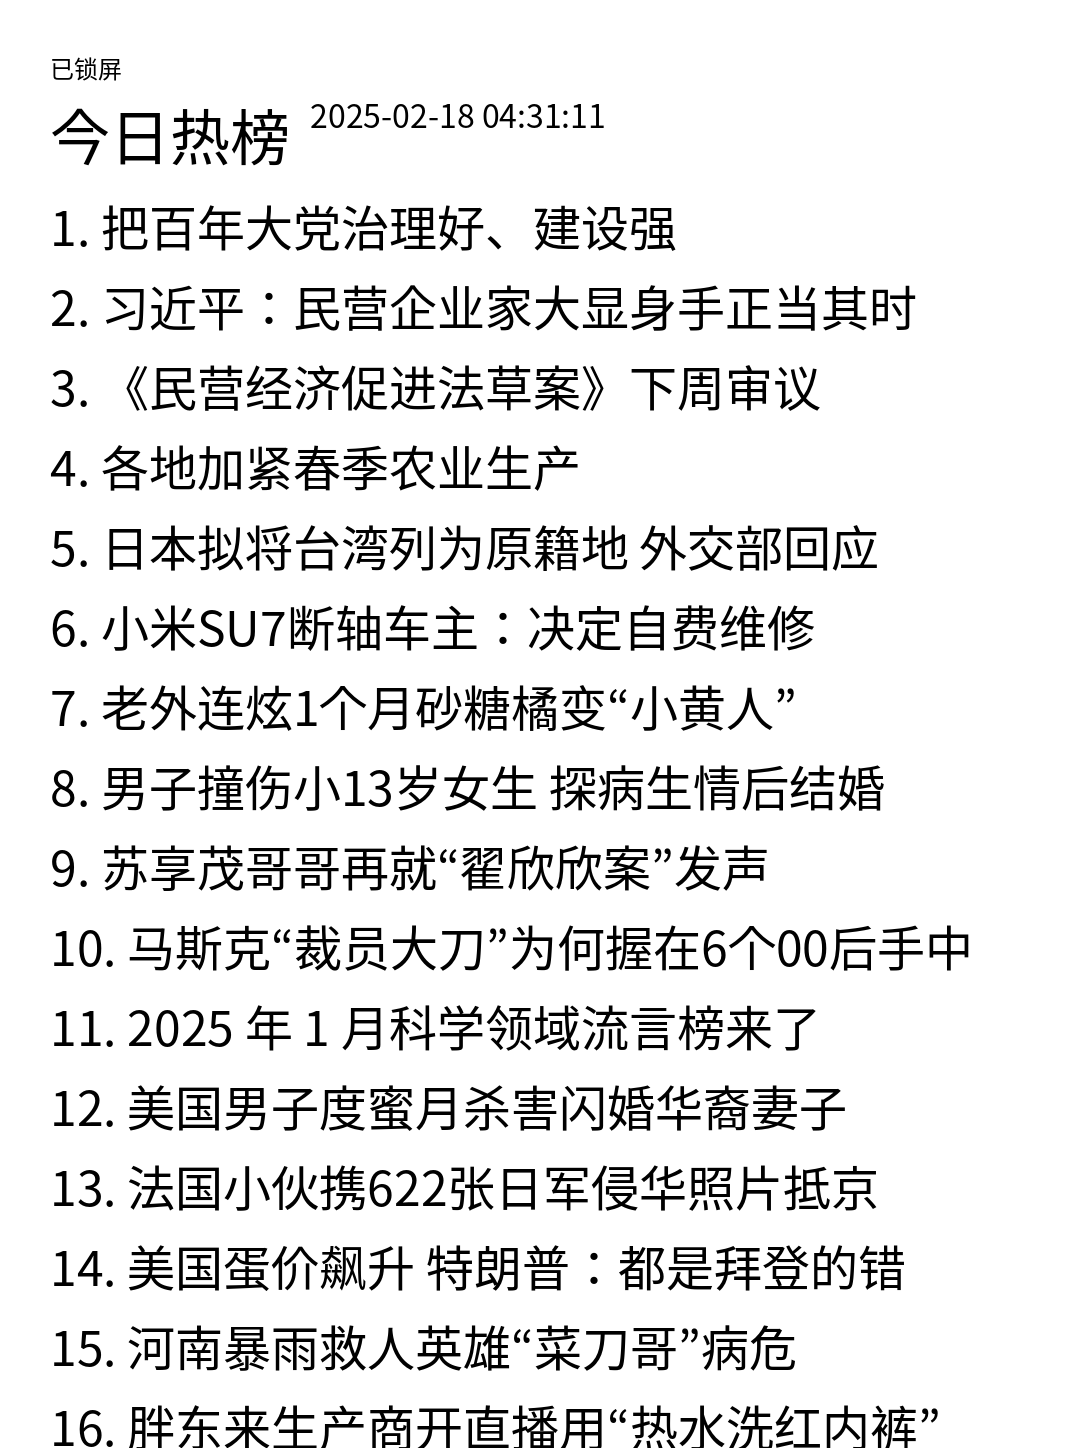 已锁屏
今日热榜 2025-02-18 04:31:11
1. 把百年大党治理好、建设强
2. 习近平：民营企业家大显身手正当其时
3. 《民营经济促进法草案》下周审议
4. 各地加紧春季农业生产
5. 日本拟将台湾列为原籍地 外交部回应
6. 小米SU7断轴车主：决定自费维修
7. 老外连炫1个月砂糖橘变“小黄人”
8. 男子撞伤小13岁女生 探病生情后结婚
9. 苏享茂哥哥再就“翟欣欣案”发声
10. 马斯克“裁员大刀”为何握在6个00后手中
11. 2025 年 1 月科学领域流言榜来了
12. 美国男子度蜜月杀害闪婚华裔妻子
13. 法国小伙携622张日军侵华照片抵京
14. 美国蛋价飙升 特朗普：都是拜登的错
15. 河南暴雨救人英雄“菜刀哥”病危
16. 胖东来生产商开直播用“热水洗红内裤”